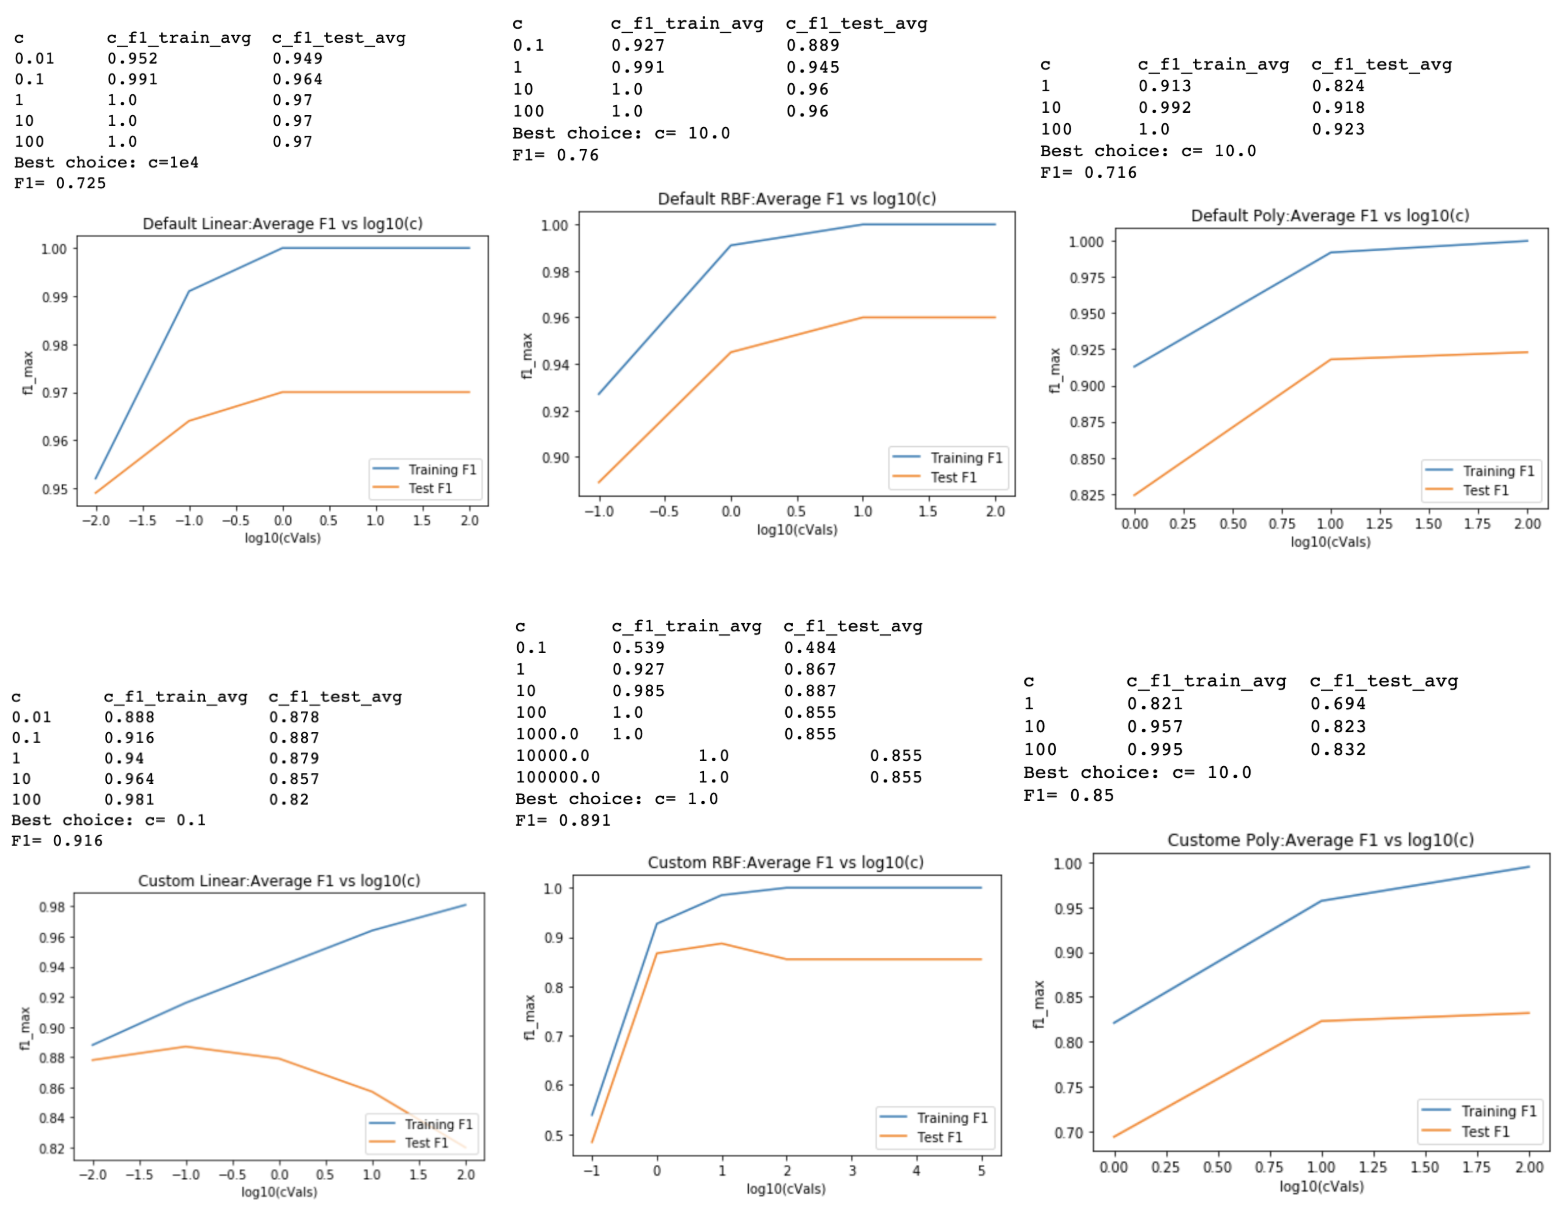 c c_f1_train_avg c_f1_test_avg
0.01 0.952 0.949
0.1 0.991 0.964
1 1.0 0.97
10 1.0 0.97
100 1.0 0.97
Best choice: c=1e4
F1= 0.725
Default Linear:Average F1 vs log10(c)
1.00
0.99
0.98
0.97
0.96
0.95
f1_max
Training F1
Test F1
−2.0 −1.5 −1.0 −0.5 0.0 0.5 1.0 1.5 2.0
log10(cVals)
c c_f1_train_avg c_f1_test_avg
0.1 0.927 0.889
1 0.991 0.945
10 1.0 0.96
100 1.0 0.96
Best choice: c= 10.0
F1= 0.76
Default RBF:Average F1 vs log10(c)
1.00
0.98
0.96
0.94
0.92
0.90
f1_max
Training F1
Test F1
−1.0 −0.5 0.0 0.5 1.0 1.5 2.0
log10(cVals)
c c_f1_train_avg c_f1_test_avg
1 0.913 0.824
10 0.992 0.918
100 1.0 0.923
Best choice: c= 10.0
F1= 0.716
Default Poly:Average F1 vs log10(c)
1.000
0.975
0.950
0.925
0.900
0.875
0.850
0.825
f1_max
Training F1
Test F1
0.00 0.25 0.50 0.75 1.00 1.25 1.50 1.75 2.00
log10(cVals)
c c_f1_train_avg c_f1_test_avg
0.01 0.888 0.878
0.1 0.916 0.887
1 0.94 0.879
10 0.964 0.857
100 0.981 0.82
Best choice: c= 0.1
F1= 0.916
Custom Linear:Average F1 vs log10(c)
0.98
0.96
0.94
0.92
0.90
0.88
0.86
0.84
0.82
f1_max
Training F1
Test F1
−2.0 −1.5 −1.0 −0.5 0.0 0.5 1.0 1.5 2.0
log10(cVals)
c c_f1_train_avg c_f1_test_avg
0.1 0.539 0.484
1 0.927 0.867
10 0.985 0.887
100 1.0 0.855
1000.0 1.0 0.855
10000.0 1.0 0.855
100000.0 1.0 0.855
Best choice: c= 1.0
F1= 0.891
Custom RBF:Average F1 vs log10(c)
1.0
0.9
0.8
0.7
0.6
0.5
f1_max
Training F1
Test F1
−1 0 1 2 3 4 5
log10(cVals)
c c_f1_train_avg c_f1_test_avg
1 0.821 0.694
10 0.957 0.823
100 0.995 0.832
Best choice: c= 10.0
F1= 0.85
Custome Poly:Average F1 vs log10(c)
1.00
0.95
0.90
0.85
0.80
0.75
0.70
f1_max
Training F1
Test F1
0.00 0.25 0.50 0.75 1.00 1.25 1.50 1.75 2.00
log10(cVals)